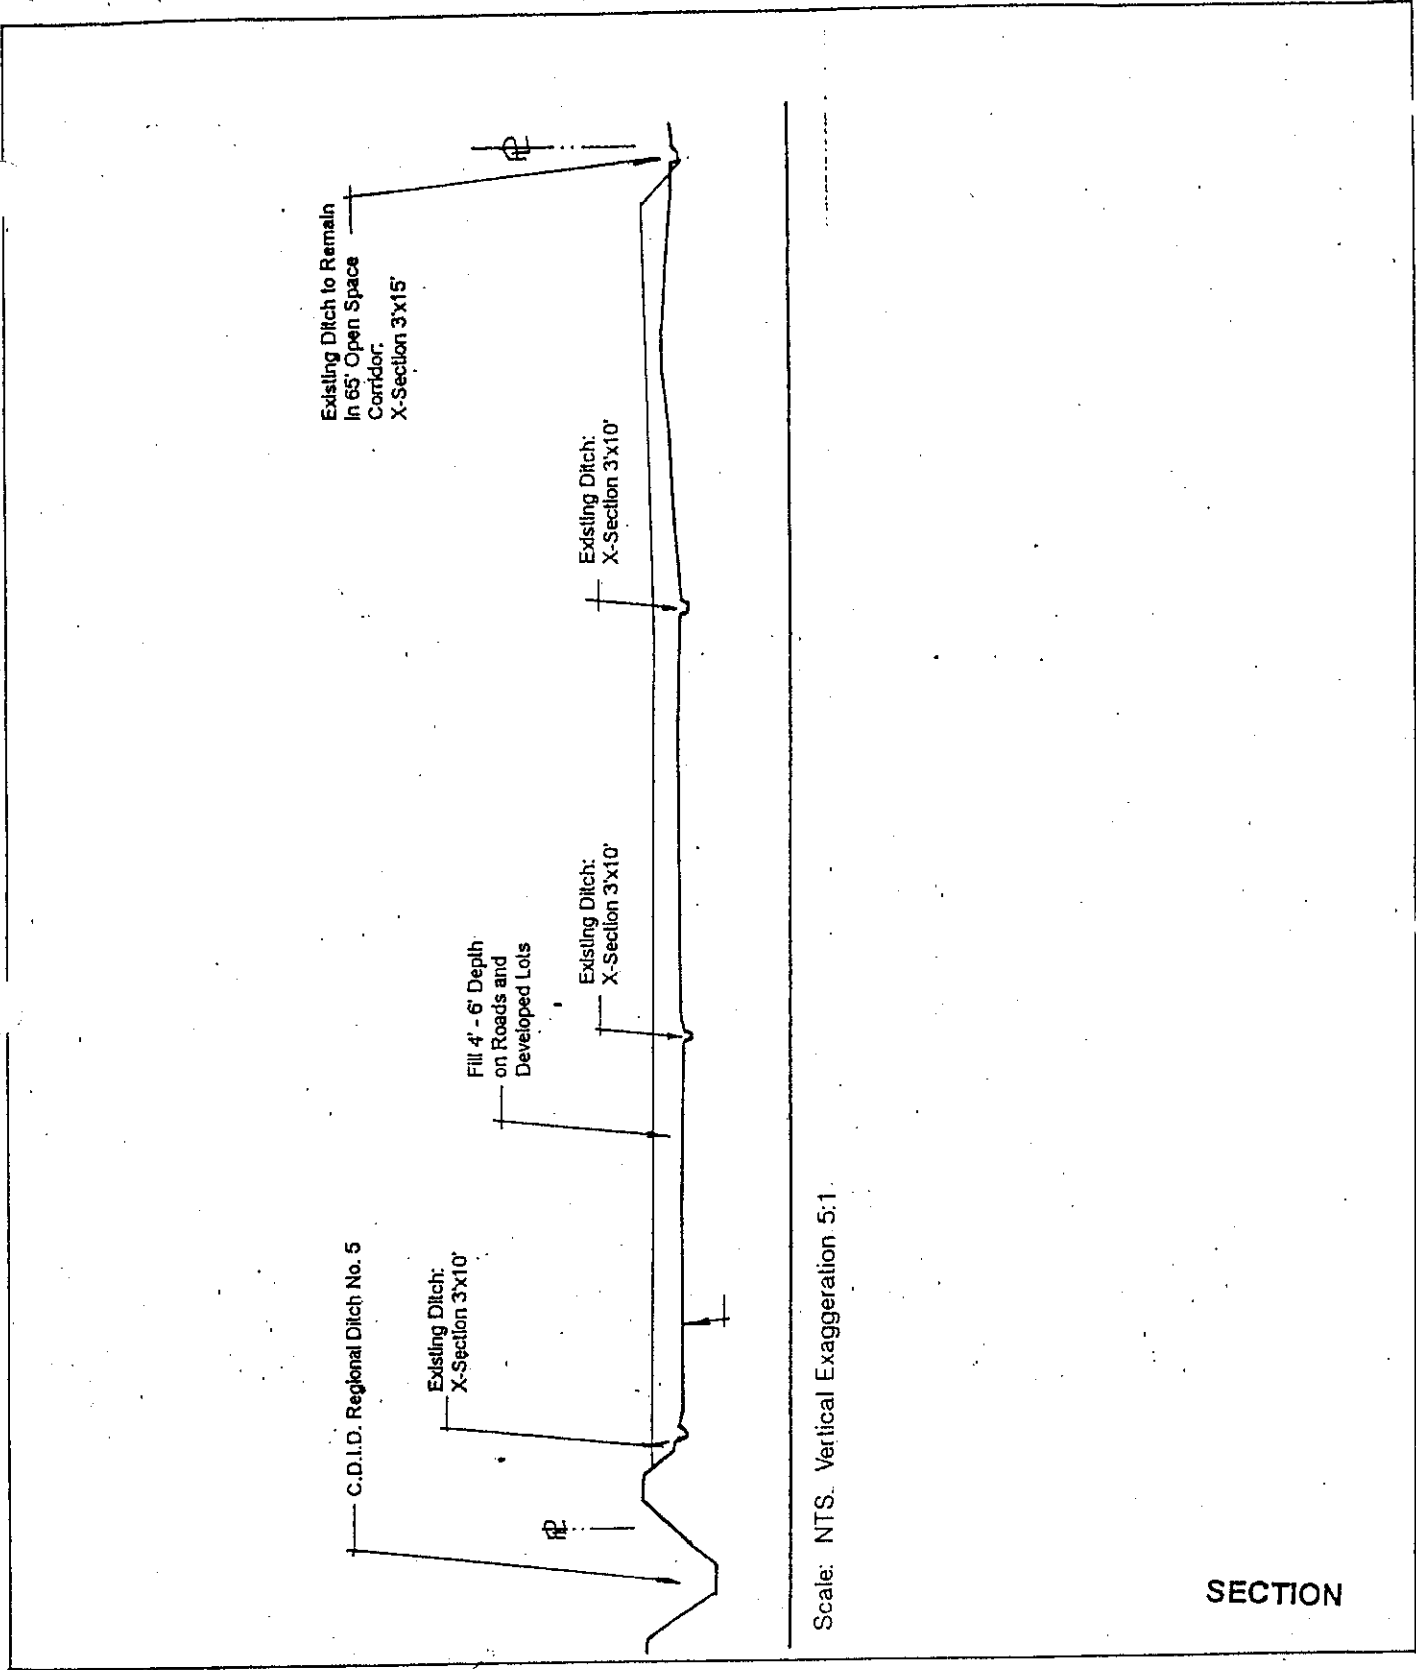 C.D.I.D. Regional Ditch No. 5
Existing Ditch:
X-Section 3'x10'
Fill 4' - 6' Depth
on Roads and
Developed Lots
Existing Ditch:
X-Section 3'x10'
Existing Ditch:
X-Section 3'x10'
Existing Ditch to Remain
In 65' Open Space
Corridor:
X-Section 3'x15'
PL
PL
Scale: NTS. Vertical Exaggeration 5:1
SECTION